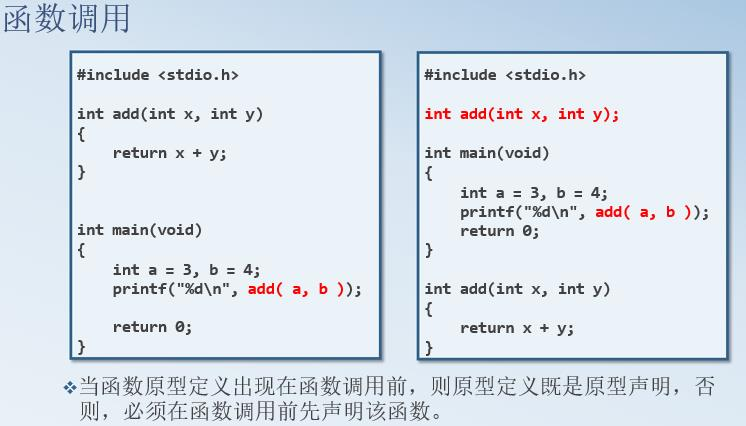 函数调用
#include <stdio.h>
int add(int x, int y)
{
    return x + y;
}
int main(void)
{
    int a = 3, b = 4;
    printf("%d\n", add( a, b ));
    return 0;
}
#include <stdio.h>
int add(int x, int y);
int main(void)
{
    int a = 3, b = 4;
    printf("%d\n", add( a, b ));
    return 0;
}
int add(int x, int y)
{
    return x + y;
}
❖当函数原型定义出现在函数调用前，则原型定义既是原型声明，否
则，必须在函数调用前先声明该函数。